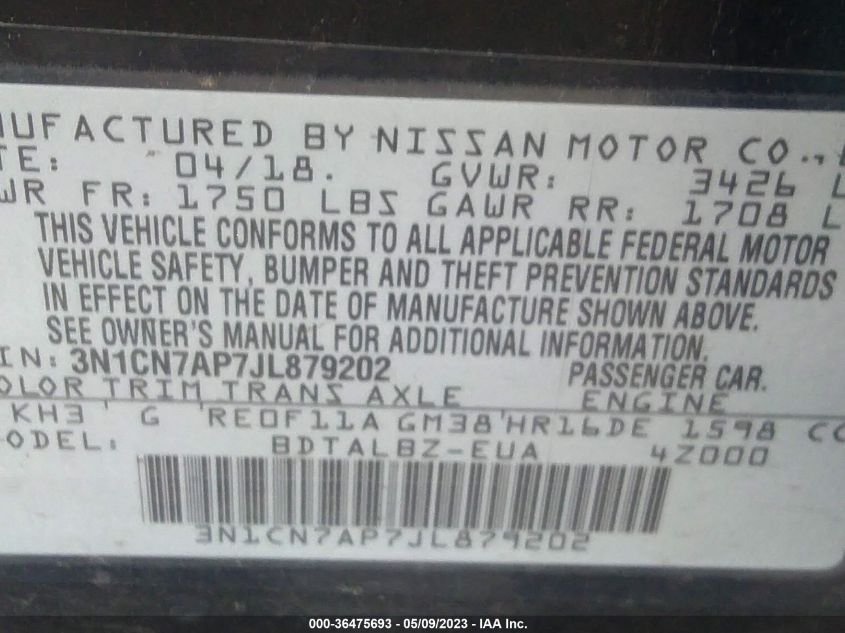 NUFACTURED BY NISSAN MOTOR CO.,
TE: 04/18. GVWR: 3426 L
WR FR: 1750 LBS GAWR RR: 1708 L
THIS VEHICLE CONFORMS TO ALL APPLICABLE FEDERAL MOTOR
VEHICLE SAFETY, BUMPER AND THEFT PREVENTION STANDARDS
IN EFFECT ON THE DATE OF MANUFACTURE SHOWN ABOVE.
SEE OWNER'S MANUAL FOR ADDITIONAL INFORMATION.
IN: 3N1CN7AP7JL879202 PASSENGER CAR.
OLOR TRIM TRANS AXLE ENGINE
KH3 ' G 'RE0F11A GM38'HR16DE 1598 CC
ODEL: BDTALBZ-EUA 4Z000
3N1CN7AP7JL879202
000-36475693 - 05/09/2023 - IAA Inc.